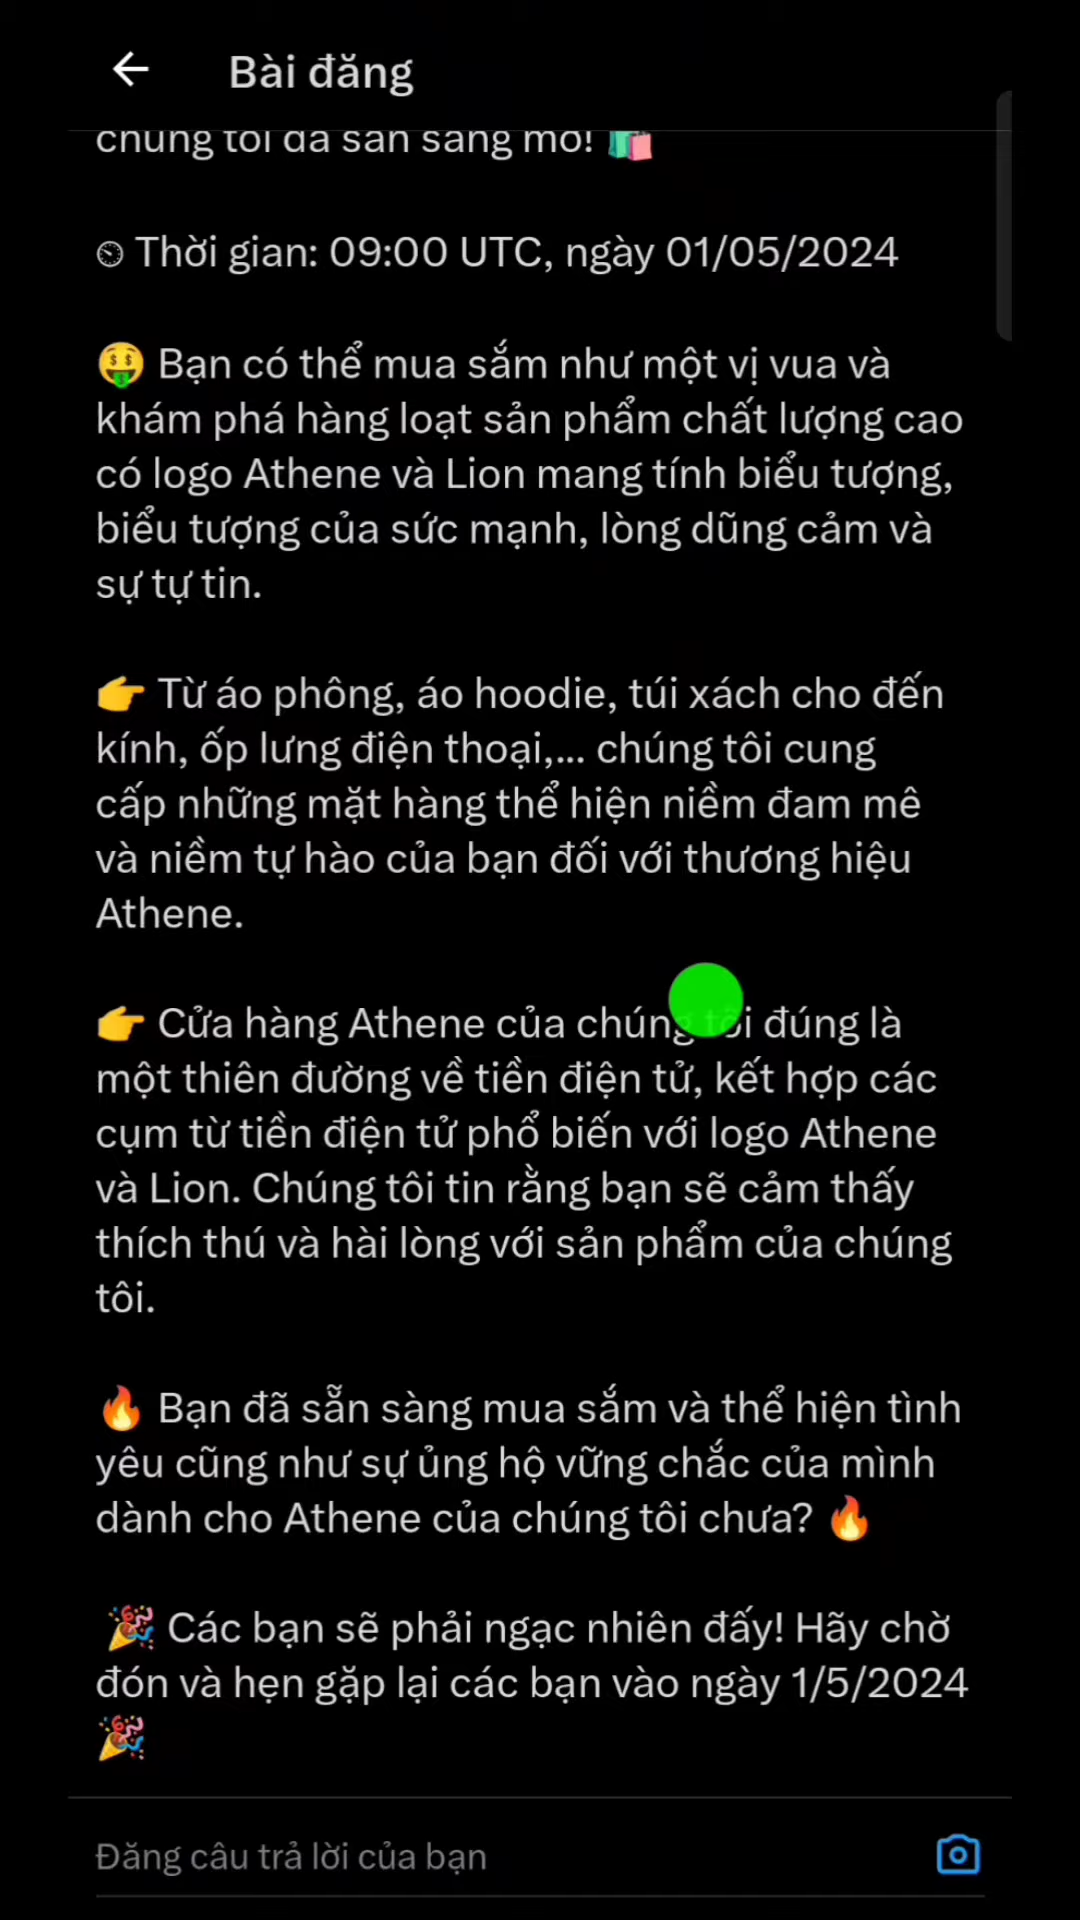 Bài đăng
chúng tôi đã sẵn sàng mở! 🛍️
⏲ Thời gian: 09:00 UTC, ngày 01/05/2024
🤑 Bạn có thể mua sắm như một vị vua và
khám phá hàng loạt sản phẩm chất lượng cao
có logo Athene và Lion mang tính biểu tượng,
biểu tượng của sức mạnh, lòng dũng cảm và
sự tự tin.
👉 Từ áo phông, áo hoodie, túi xách cho đến
kính, ốp lưng điện thoại,... chúng tôi cung
cấp những mặt hàng thể hiện niềm đam mê
và niềm tự hào của bạn đối với thương hiệu
Athene.
👉 Cửa hàng Athene của chúng tôi đúng là
một thiên đường về tiền điện tử, kết hợp các
cụm từ tiền điện tử phổ biến với logo Athene
và Lion. Chúng tôi tin rằng bạn sẽ cảm thấy
thích thú và hài lòng với sản phẩm của chúng
tôi.
🔥 Bạn đã sẵn sàng mua sắm và thể hiện tình
yêu cũng như sự ủng hộ vững chắc của mình
dành cho Athene của chúng tôi chưa? 🔥
🎉 Các bạn sẽ phải ngạc nhiên đấy! Hãy chờ
đón và hẹn gặp lại các bạn vào ngày 1/5/2024
🎉
Đăng câu trả lời của bạn